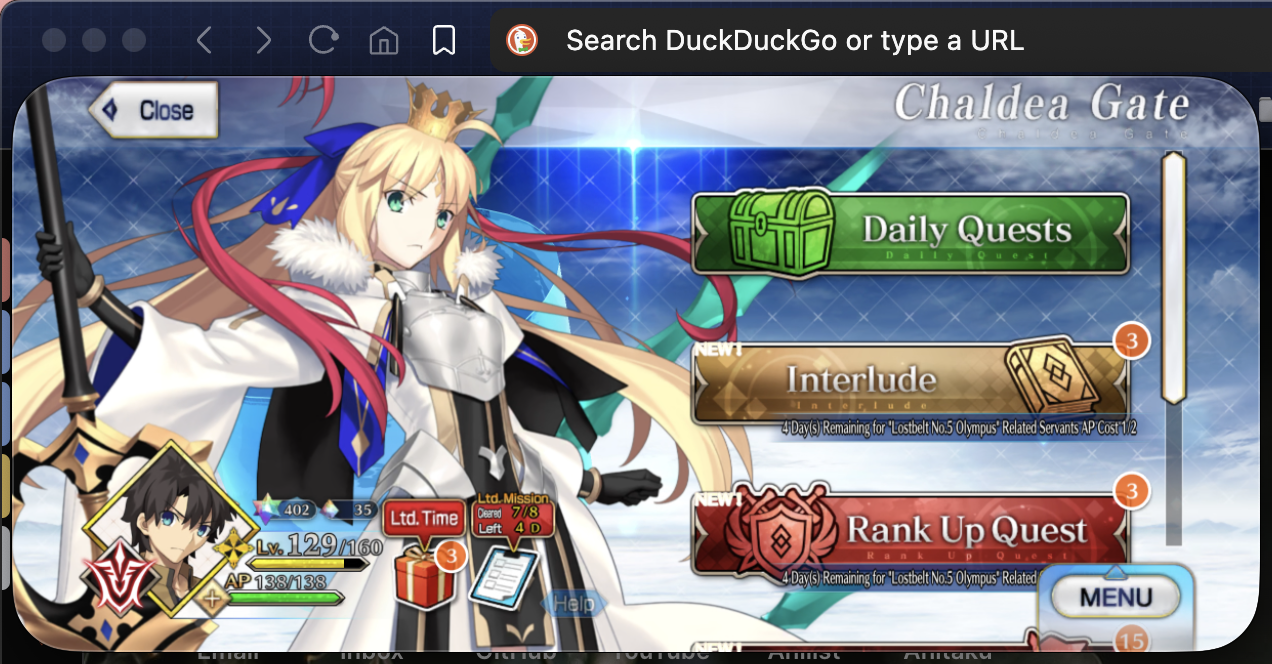 Search DuckDuckGo or type a URL
Close
Chaldea Gate
Chaldea Gate
Daily Quests
Daily Quest
NEW!
3
Interlude
Interlude
4 Day(s) Remaining for "Lostbelt No.5 Olympus" Related Servants AP Cost 1/2
NEW!
3
Rank Up Quest
Rank Up Quest
4 Day(s) Remaining for "Lostbelt No.5 Olympus" Related
402
35
Lv. 129/160
AP 138/138
Ltd. Time
3
Ltd. Mission
Cleared 7/8
Left 4 D
Help
MENU
15
Email Inbox GitHub YouTube Anilist Anitaku